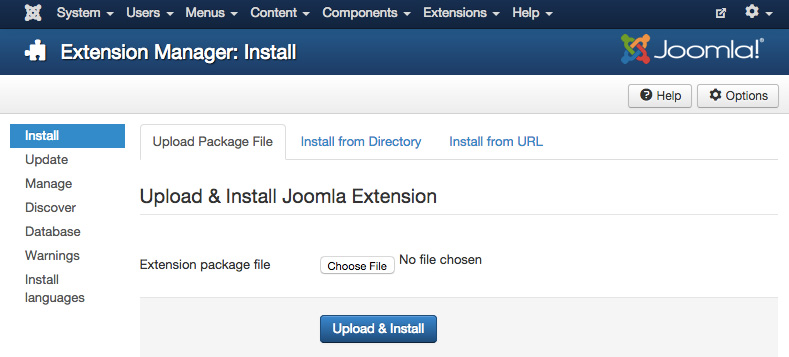 System Users Menus Content Components Extensions Help
Extension Manager: Install
Joomla!®
Help Options
Install
Update
Manage
Discover
Database
Warnings
Install
languages
Upload Package File Install from Directory Install from URL
Upload & Install Joomla Extension
Extension package file Choose File No file chosen
Upload & Install